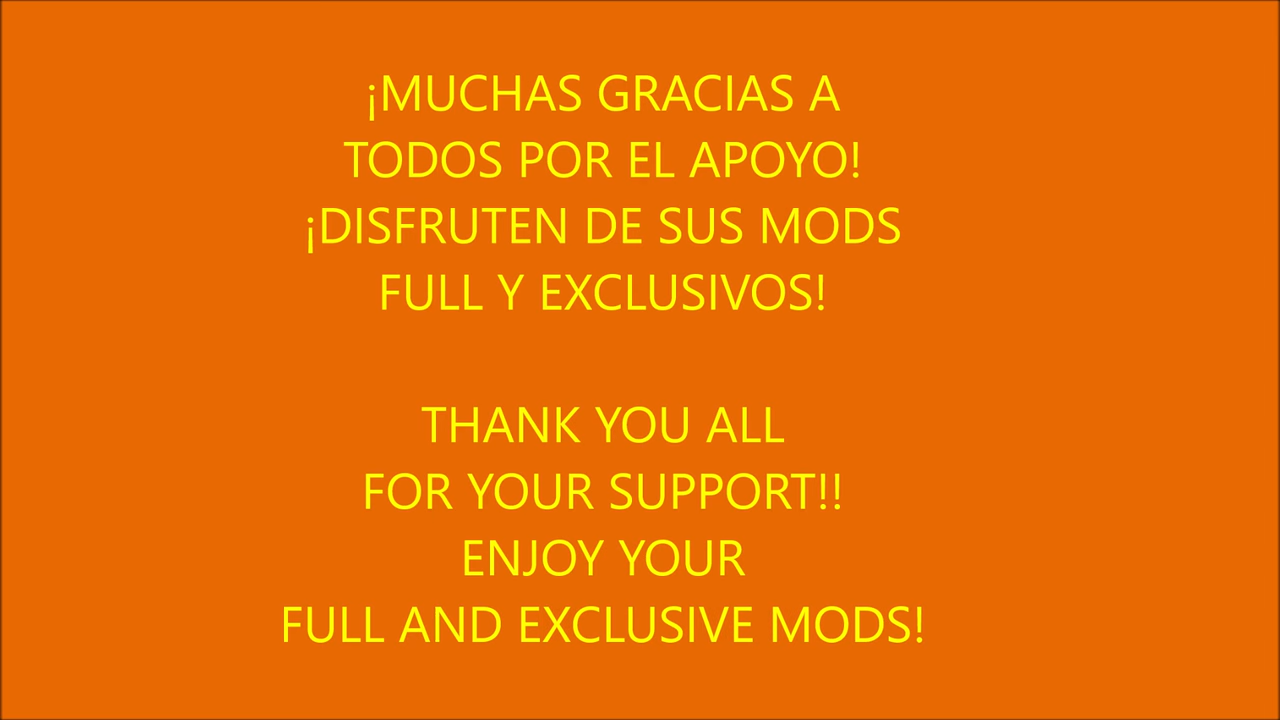 ¡MUCHAS GRACIAS A
TODOS POR EL APOYO!
¡DISFRUTEN DE SUS MODS
FULL Y EXCLUSIVOS!
THANK YOU ALL
FOR YOUR SUPPORT!!
ENJOY YOUR
FULL AND EXCLUSIVE MODS!